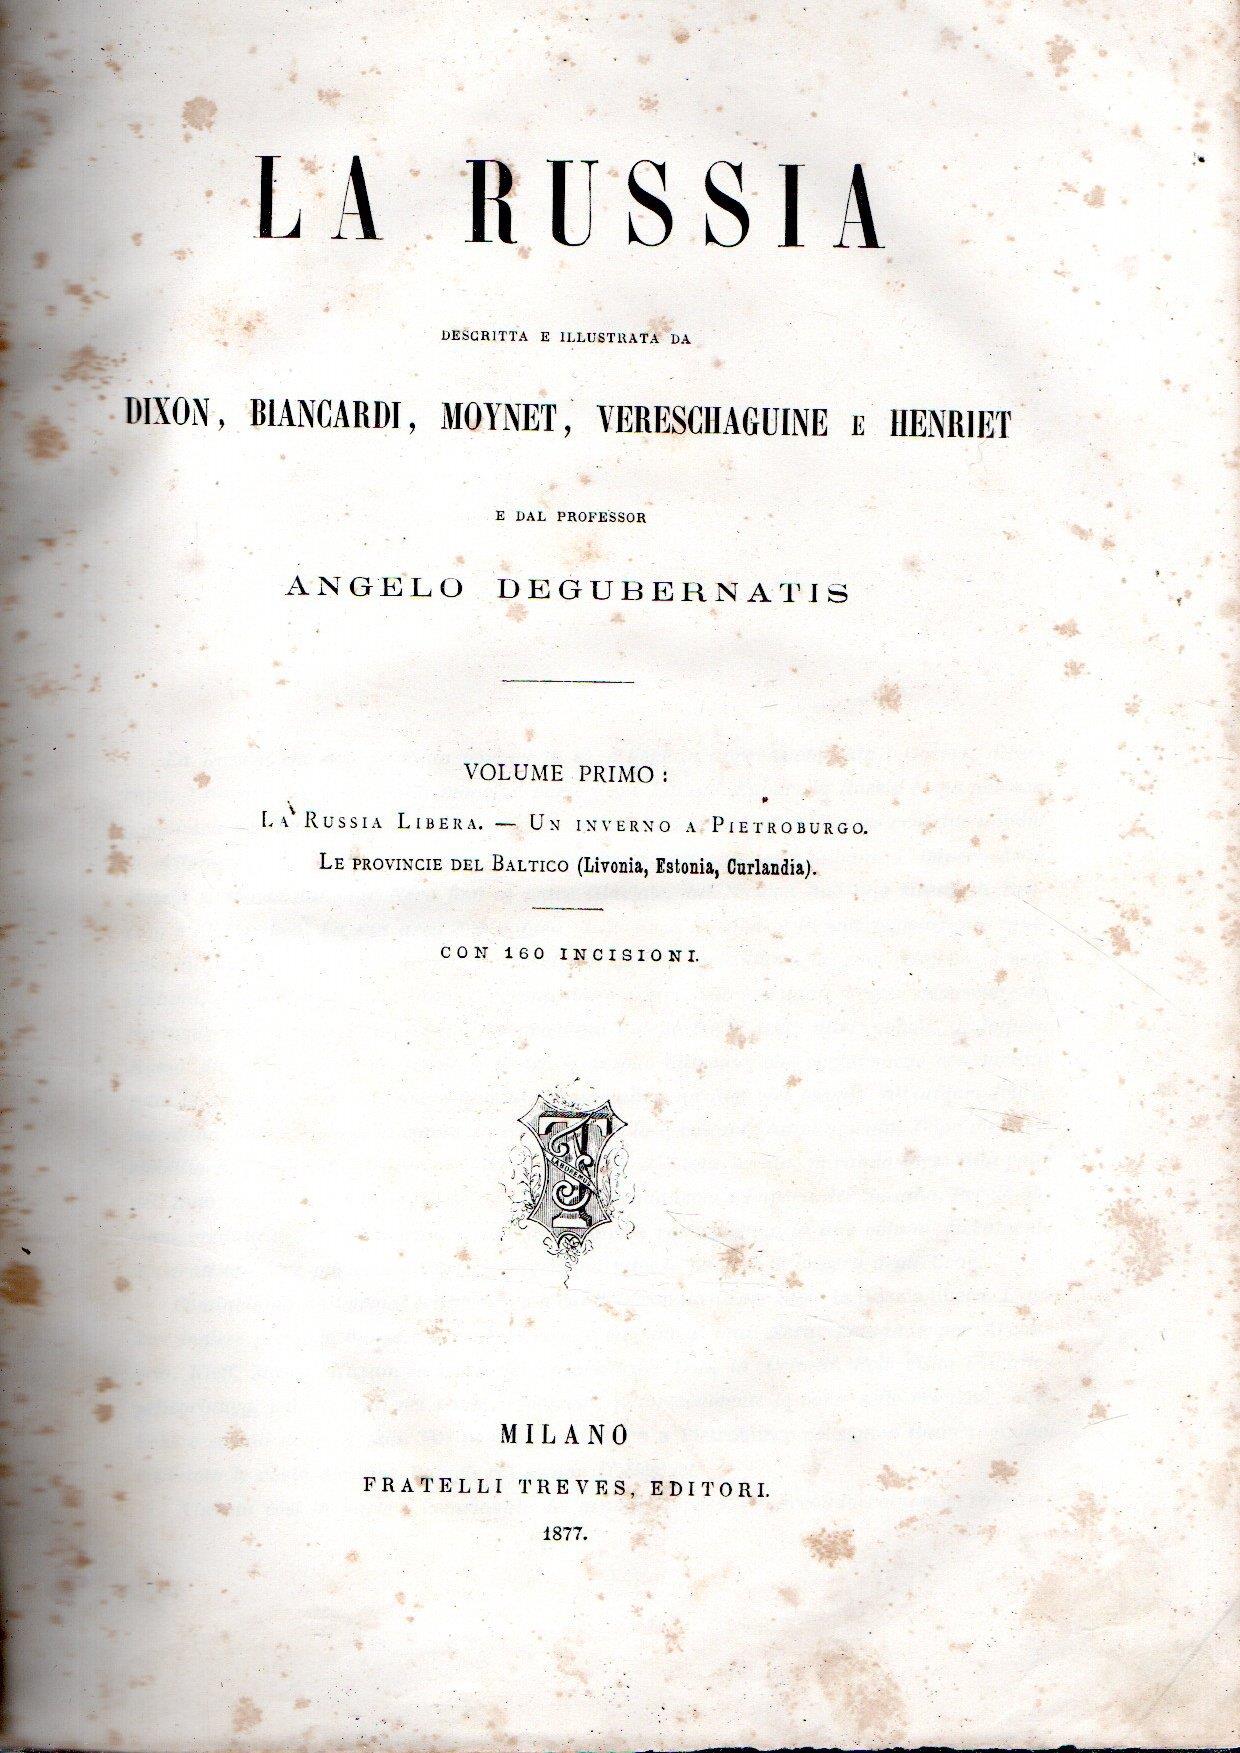 LA RUSSIA
DESCRITTA E ILLUSTRATA DA
DIXON, BIANCARDI, MOYNET, VERESCHAGUINE E HENRIET
E DAL PROFESSOR
ANGELO DEGUBERNATIS
VOLUME PRIMO:
LA RUSSIA LIBERA. — UN INVERNO A PIETROBURGO.
LE PROVINCIE DEL BALTICO (Livonia, Estonia, Curlandia).
CON 160 INCISIONI.
LABOREMUS
MILANO
FRATELLI TREVES, EDITORI.
1877.